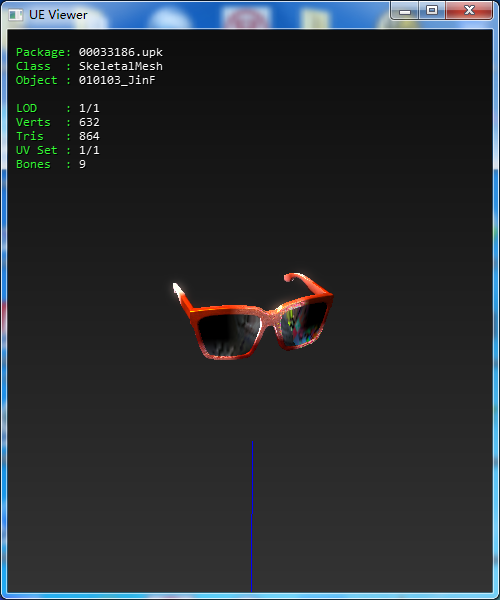 UE Viewer
Package: 00033186.upk
Class  : SkeletalMesh
Object : 010103_JinF
LOD    : 1/1
Verts  : 632
Tris   : 864
UV Set : 1/1
Bones  : 9